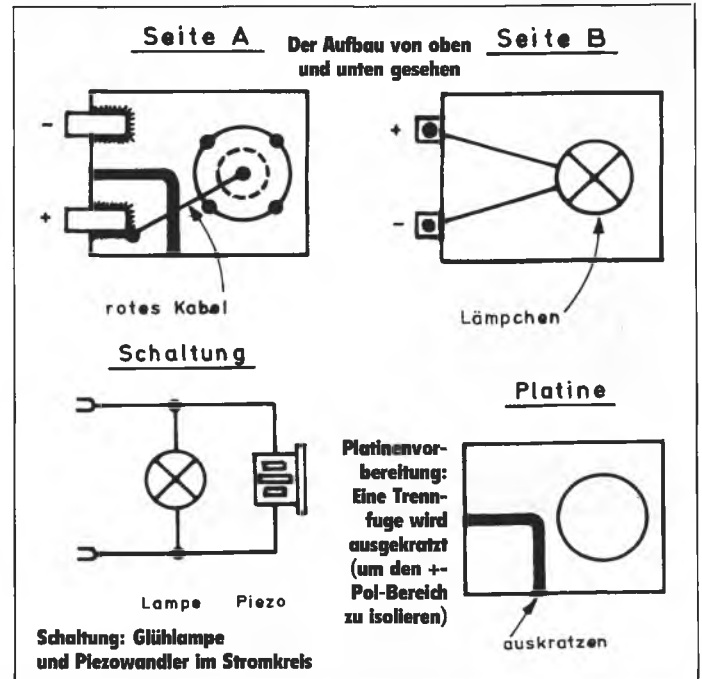 Seite A
Der Aufbau von oben
und unten gesehen
Seite B
-
+
rotes Kabel
+
-
Lämpchen
Schaltung
Lampe Piezo
Schaltung: Glühlampe
und Piezowandler im Stromkreis
Platine
Platinenvor-
bereitung:
Eine Trenn-
fuge wird
ausgekratzt
(um den +-
Pol-Bereich
zu isolieren)
auskratzen